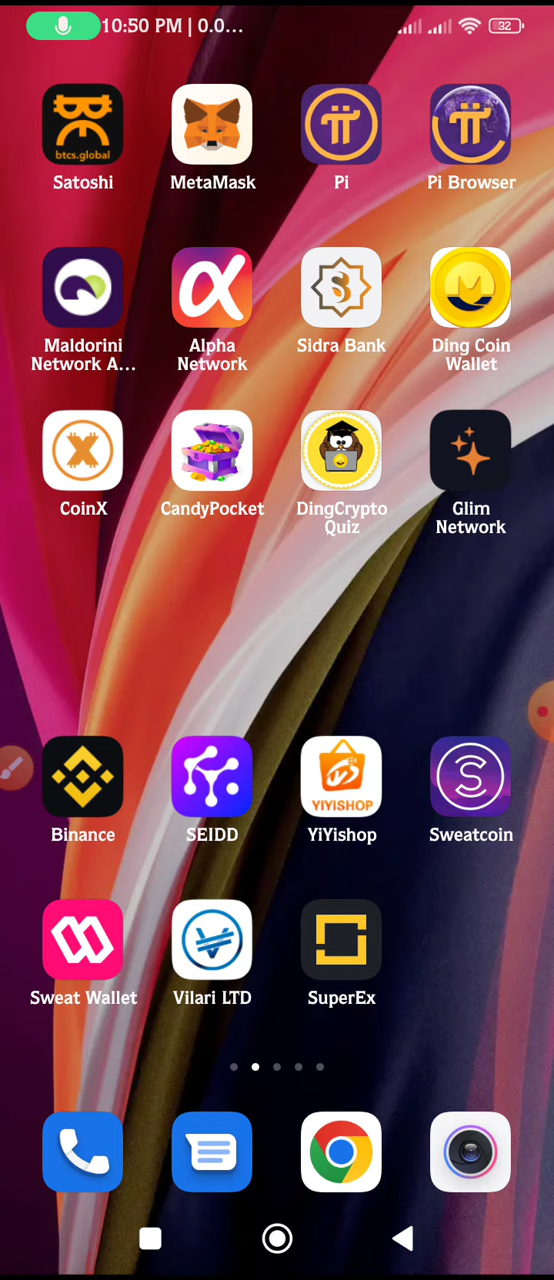 10:50 PM | 0.0...
32
btcs.global
Satoshi
MetaMask
Pi
Pi Browser
Maldorini
Network A...
Alpha
Network
Sidra Bank
Ding Coin
Wallet
CoinX
CandyPocket
DingCrypto
Quiz
Glim
Network
YIYISHOP
Binance
SEIDD
YiYishop
Sweatcoin
Sweat Wallet
Vilari LTD
SuperEx